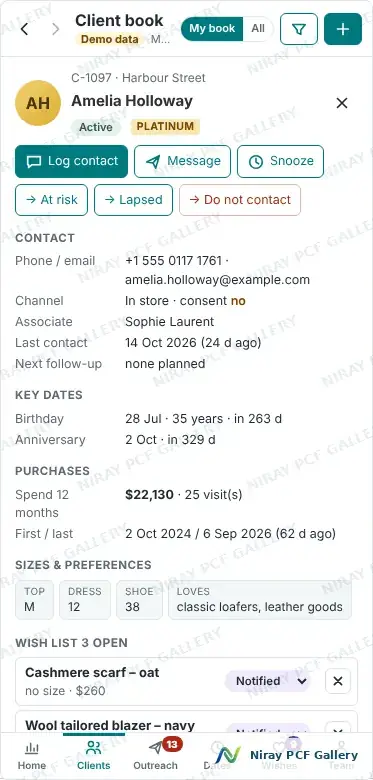 Client book
Demo data · M...
My book All
C-1097 · Harbour Street
AH
Amelia Holloway
Active PLATINUM
Log contact Message Snooze
→ At risk → Lapsed → Do not contact
CONTACT
Phone / email +1 555 0117 1761 ·
amelia.holloway@example.com
Channel In store · consent no
Associate Sophie Laurent
Last contact 14 Oct 2026 (24 d ago)
Next follow-up none planned
KEY DATES
Birthday 28 Jul · 35 years · in 263 d
Anniversary 2 Oct · in 329 d
PURCHASES
Spend 12 months $22,130 · 25 visit(s)
First / last 2 Oct 2024 / 6 Sep 2026 (62 d ago)
SIZES & PREFERENCES
TOP DRESS SHOE LOVES
M 12 38 classic loafers, leather goods
WISH LIST 3 OPEN
Cashmere scarf – oat
no size · $260
Notified
Wool tailored blazer – navy
Notified
Home Clients Outreach 13 Wishes Team
Niray PCF Gallery
NIRAY PCF GALLERY